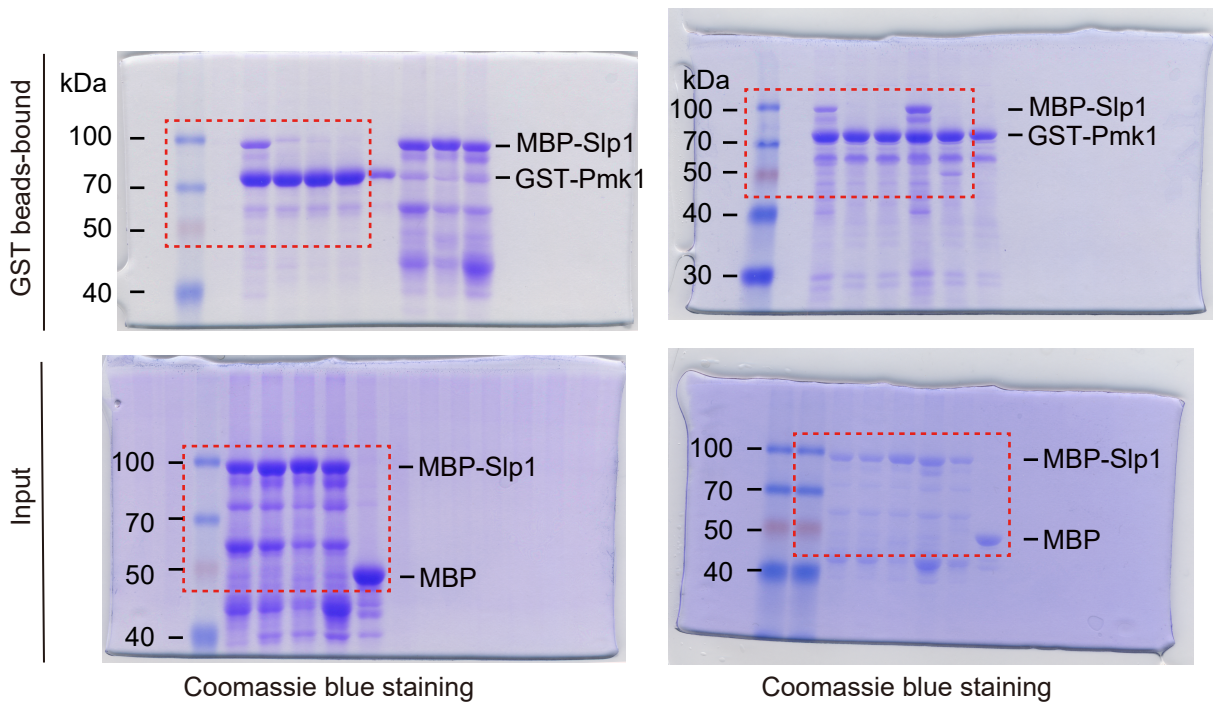 GST beads-bound
kDa
100
70
50
40
MBP-Slp1
GST-Pmk1
kDa
100
70
50
40
30
MBP-Slp1
GST-Pmk1
Input
100
70
50
40
MBP-Slp1
MBP
100
70
50
40
MBP-Slp1
MBP
Coomassie blue staining
Coomassie blue staining